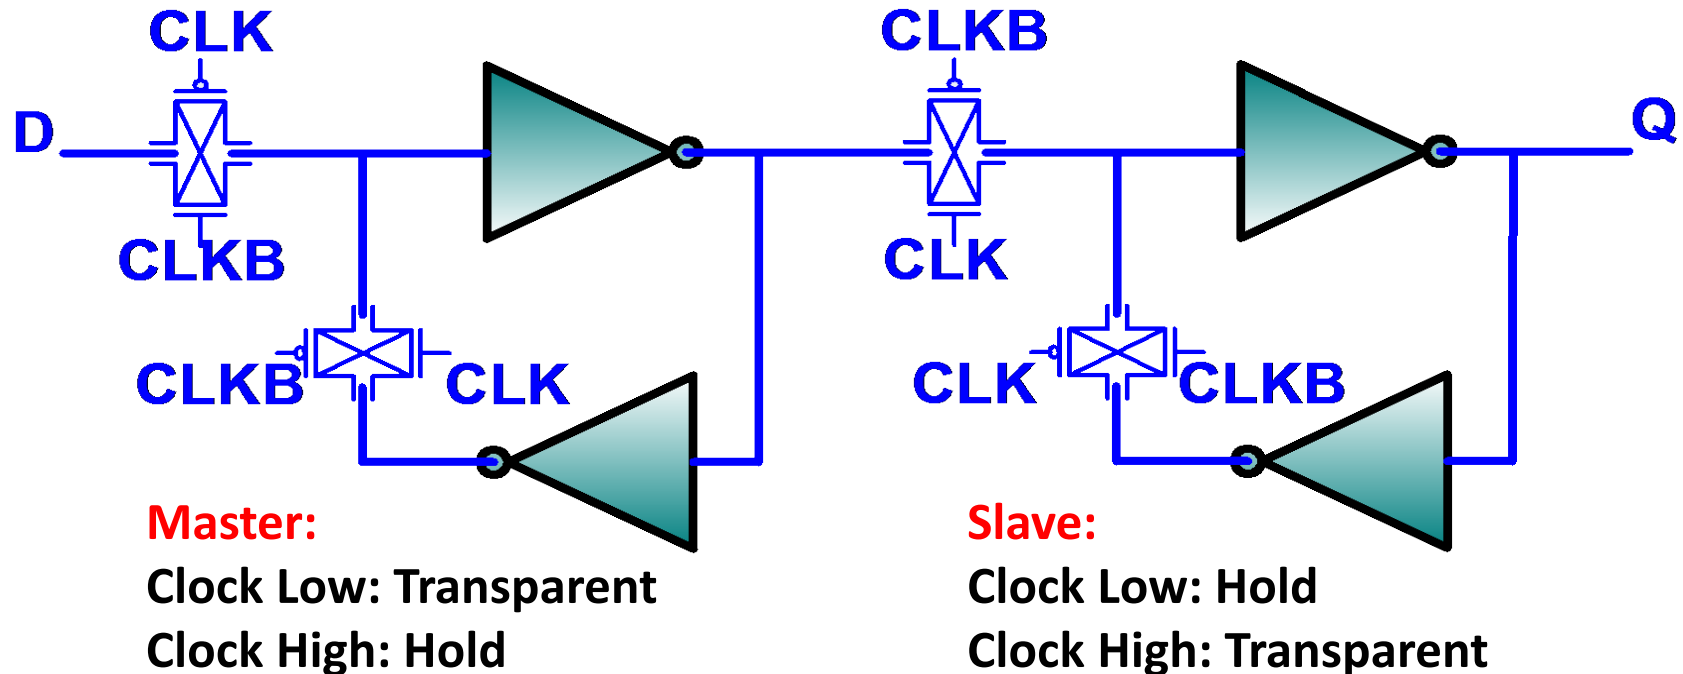 CLK
CLKB
D
Q
CLKB
CLK
CLKB
CLK
CLK
CLKB
Master:
Clock Low: Transparent
Clock High: Hold
Slave:
Clock Low: Hold
Clock High: Transparent